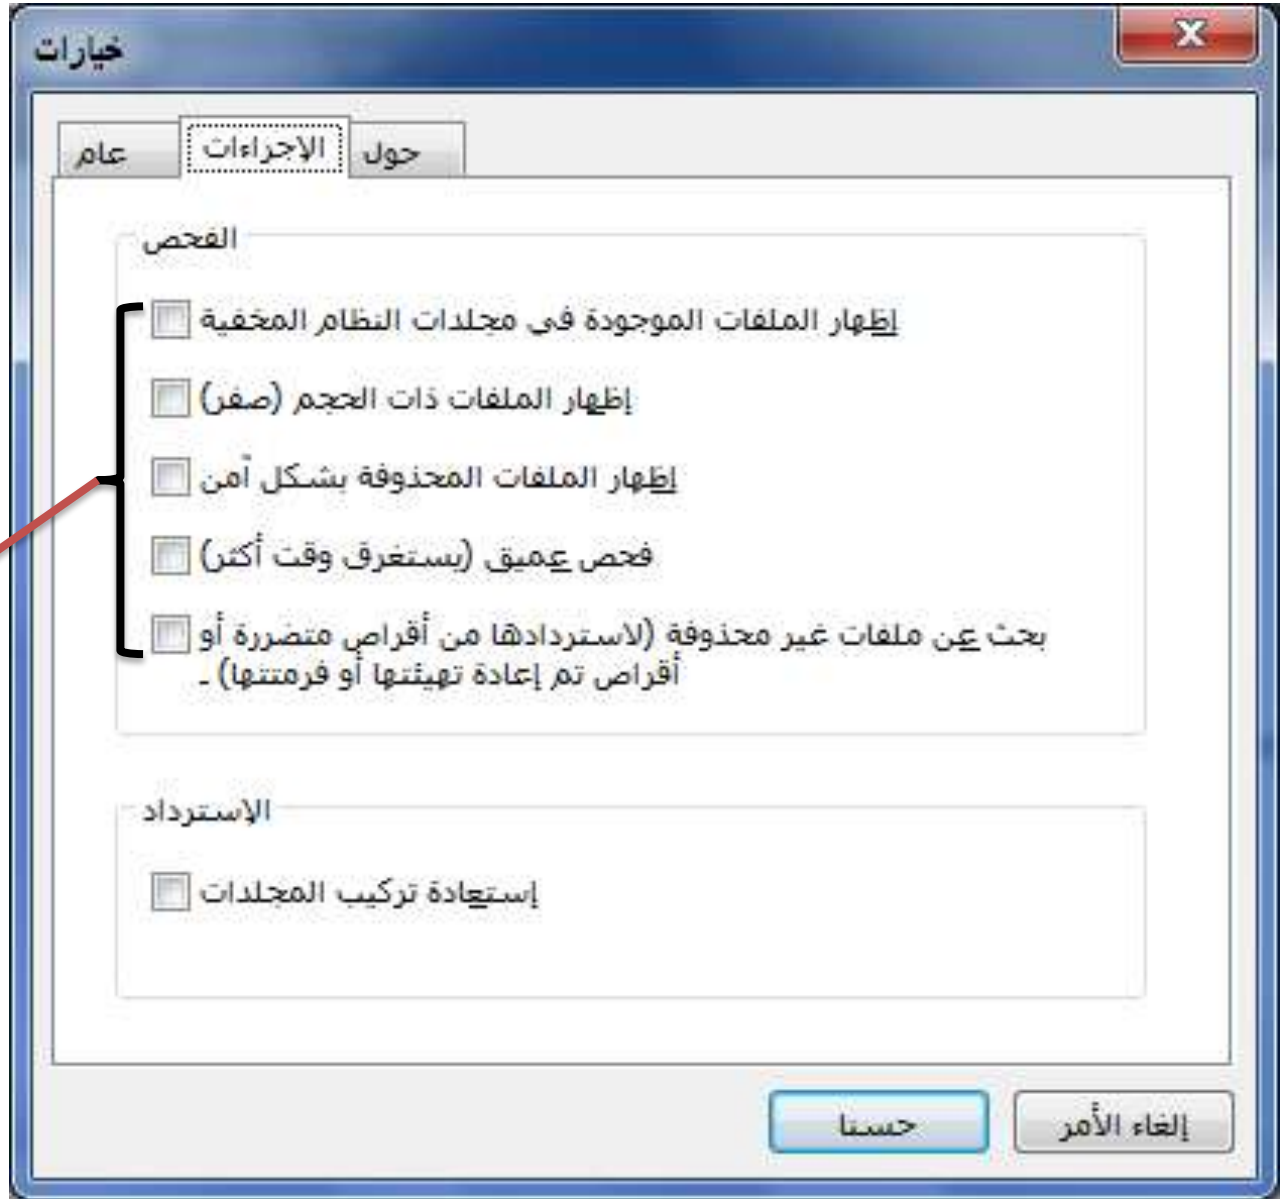 خيارات
عام
الإجراءات
حول
الفحص
إظهار الملفات الموجودة في مجلدات النظام المخفية
إظهار الملفات ذات الحجم (صفر)
إظهار الملفات المحذوفة بشكل آمن
فحص عميق (يستغرق وقت أكثر)
بحث عن ملفات غير محذوفة (لاستردادها من أقراص متضررة أو
أقراص تم إعادة تهيئتها أو فرمتتها) .
الإسترداد
إستعادة تركيب المجلدات
حسنا
إلغاء الأمر